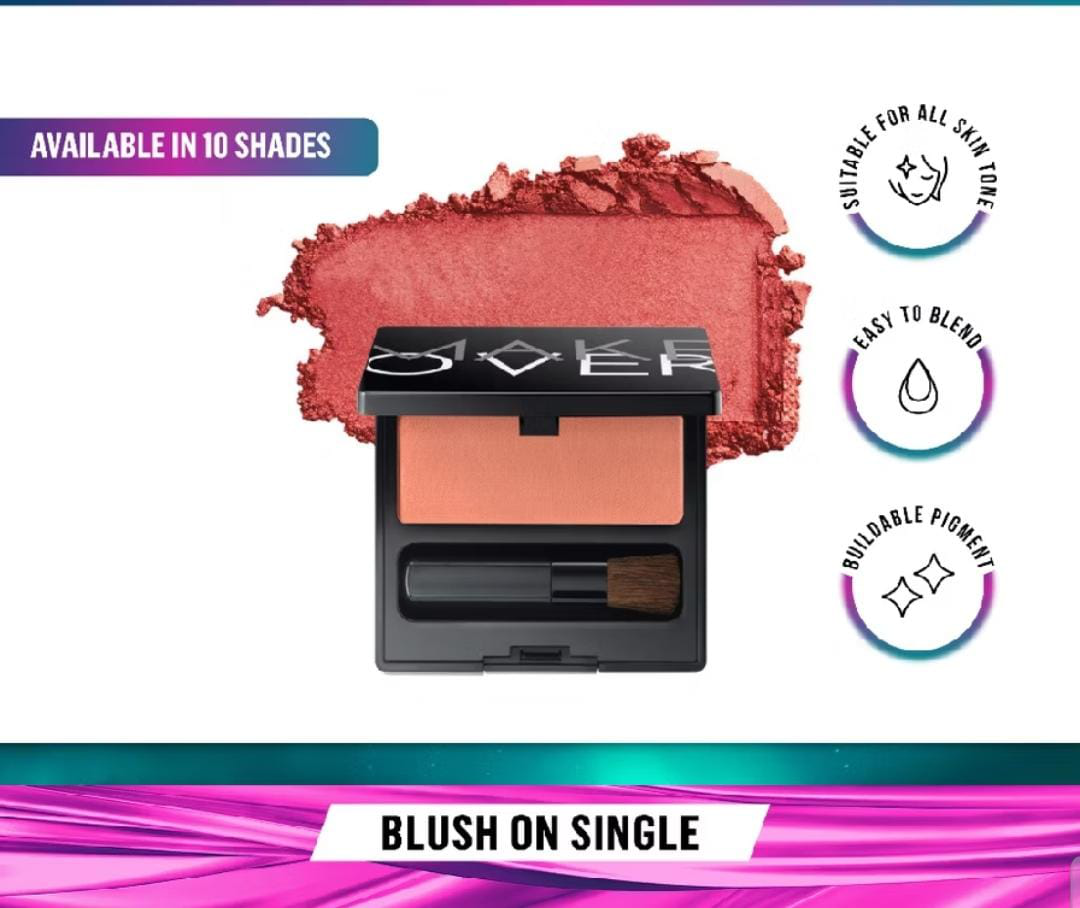 AVAILABLE IN 10 SHADES
SUITABLE FOR ALL SKIN TONE
MAKE
OVER
EASY TO BLEND
BUILDABLE PIGMENT
BLUSH ON SINGLE